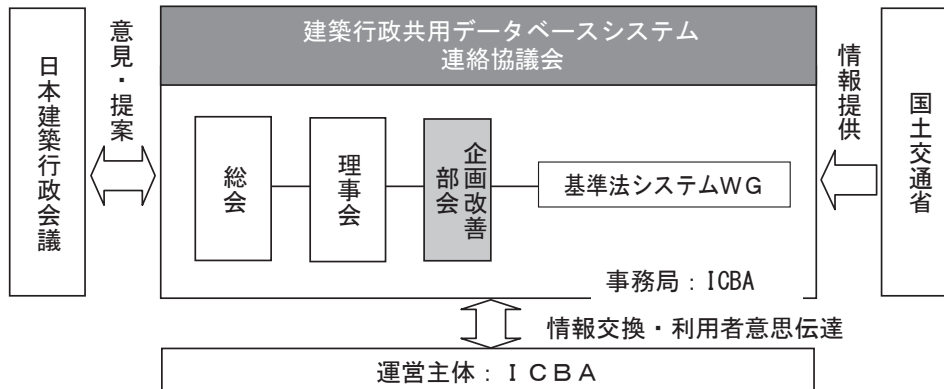 建築行政共用データベースシステム
連絡協議会
日本建築行政会議
意見・提案
総会
理事会
企画改善
部会
基準法システムWG
情報提供
国土交通省
事務局：ICBA
情報交換・利用者意思伝達
運営主体：ＩＣＢＡ